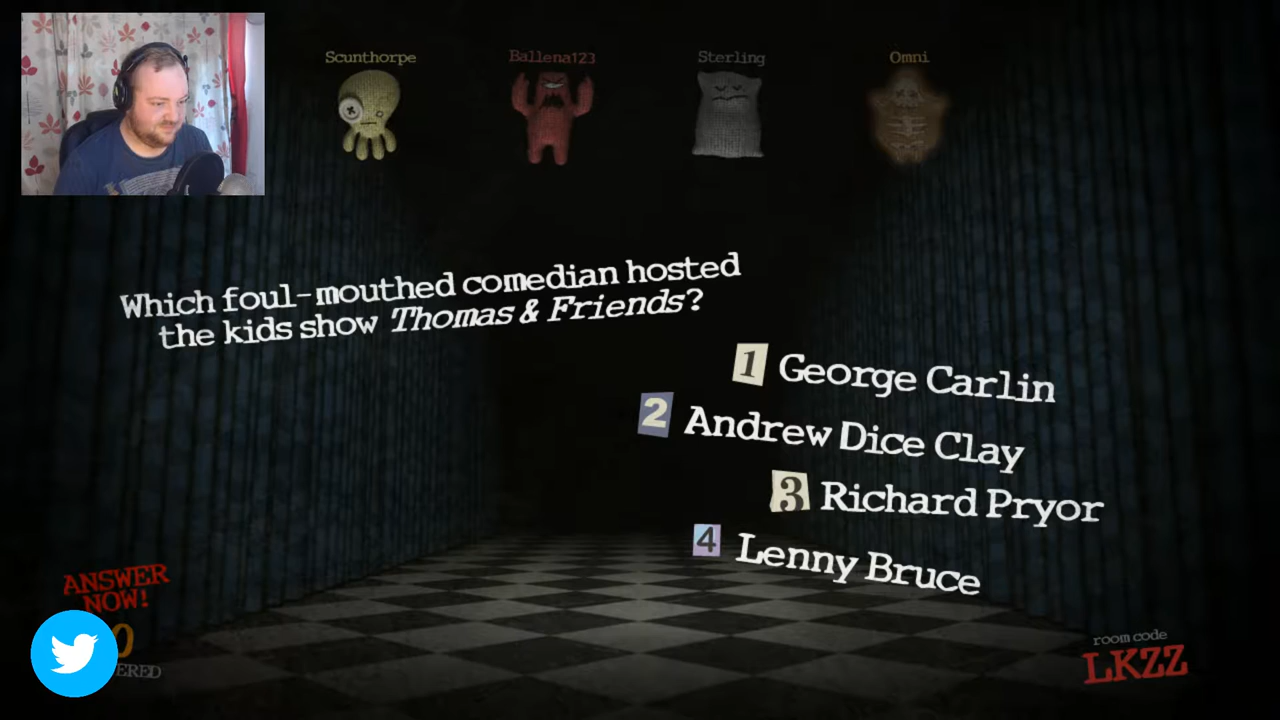 Scunthorpe
Ballena123
Sterling
Omni
Which foul-mouthed comedian hosted
the kids show Thomas & Friends?
1 George Carlin
2 Andrew Dice Clay
3 Richard Pryor
4 Lenny Bruce
ANSWER
NOW!
0
room code
LKZZ